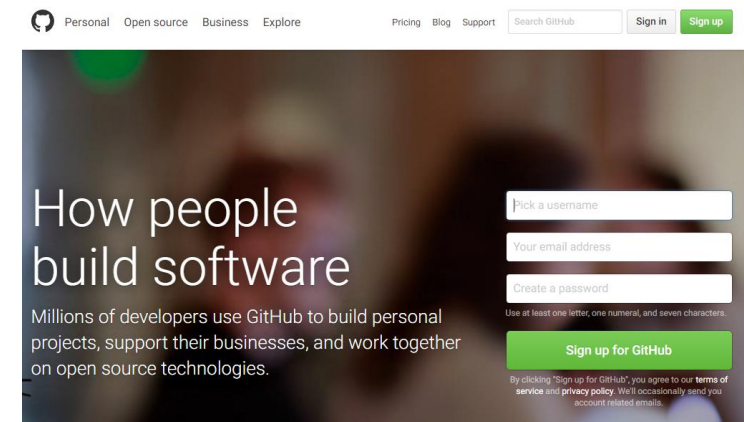 Personal Open source Business Explore Pricing Blog Support Search GitHub Sign in Sign up
How people
build software
Millions of developers use GitHub to build personal
projects, support their businesses, and work together
on open source technologies.
Pick a username
Your email address
Create a password
Use at least one letter, one numeral, and seven characters.
Sign up for GitHub
By clicking "Sign up for GitHub", you agree to our terms of
service and privacy policy. We'll occasionally send you
account related emails.